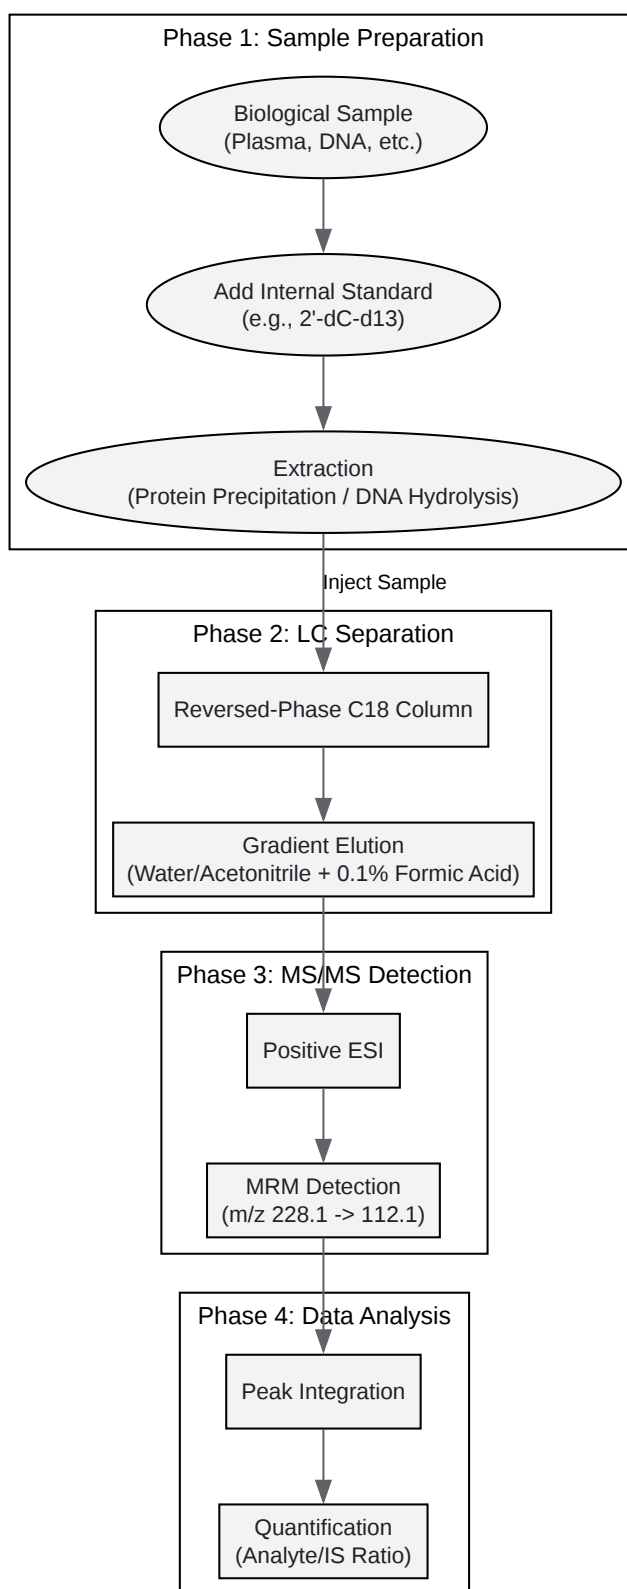 Phase 1: Sample Preparation
Biological Sample
(Plasma, DNA, etc.)
Add Internal Standard
(e.g., 2'-dC-d13)
Extraction
(Protein Precipitation / DNA Hydrolysis)
Inject Sample
Phase 2: LC Separation
Reversed-Phase C18 Column
Gradient Elution
(Water/Acetonitrile + 0.1% Formic Acid)
Phase 3: MS/MS Detection
Positive ESI
MRM Detection
(m/z 228.1 -> 112.1)
Phase 4: Data Analysis
Peak Integration
Quantification
(Analyte/IS Ratio)